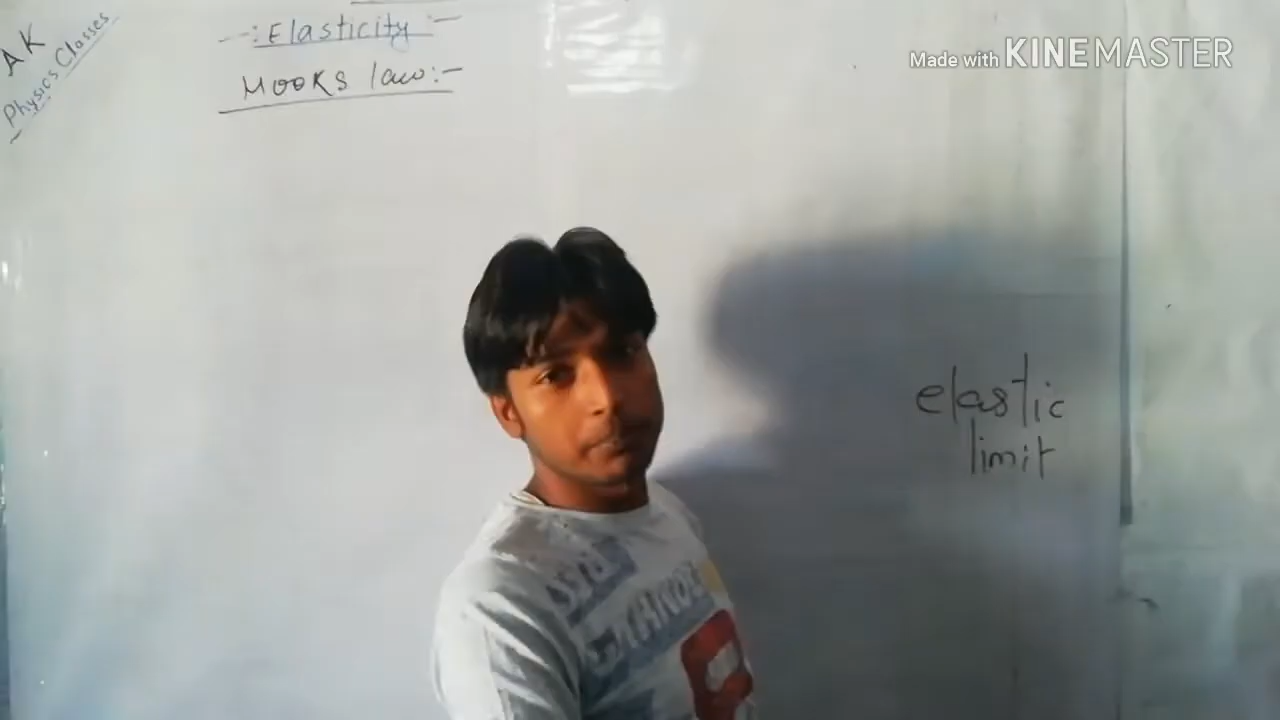 AK
Physics Classes
-: Elasticity :-
HOOKS law:-
Made with KINEMASTER
elastic
limit